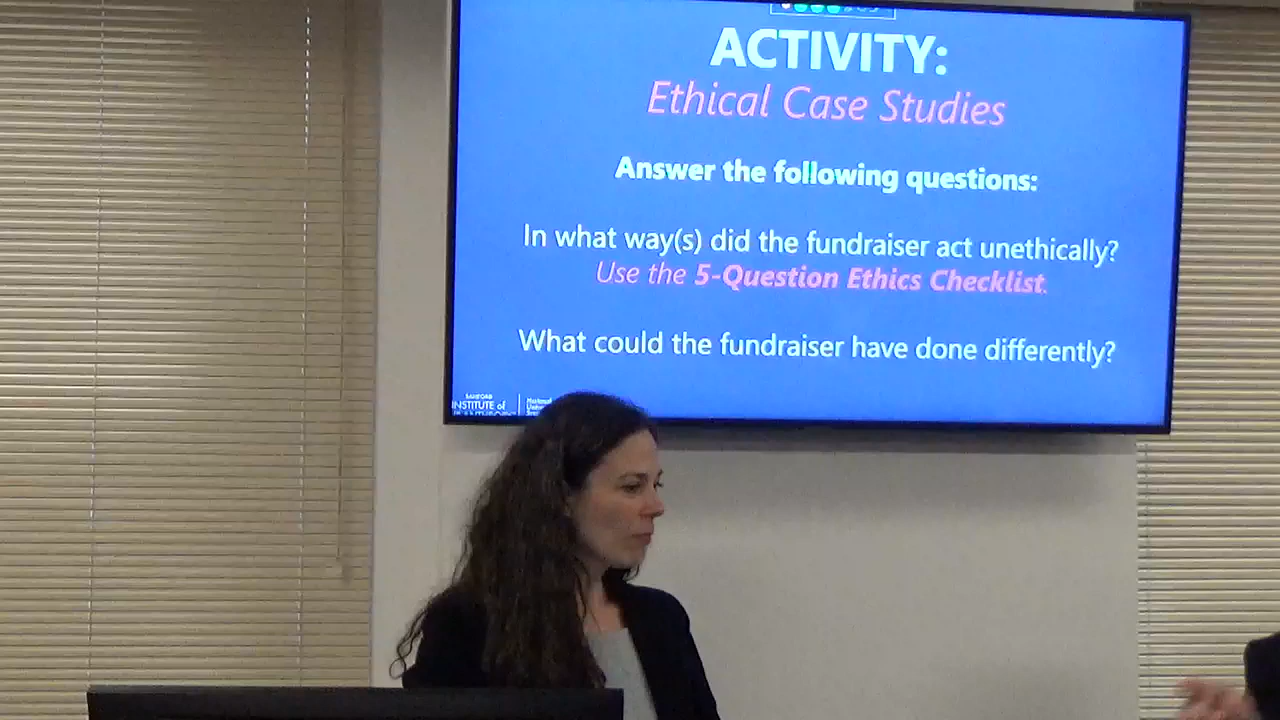 ACTIVITY:
Ethical Case Studies
Answer the following questions:
In what way(s) did the fundraiser act unethically?
Use the 5-Question Ethics Checklist.
What could the fundraiser have done differently?
SANFORD
INSTITUTE of